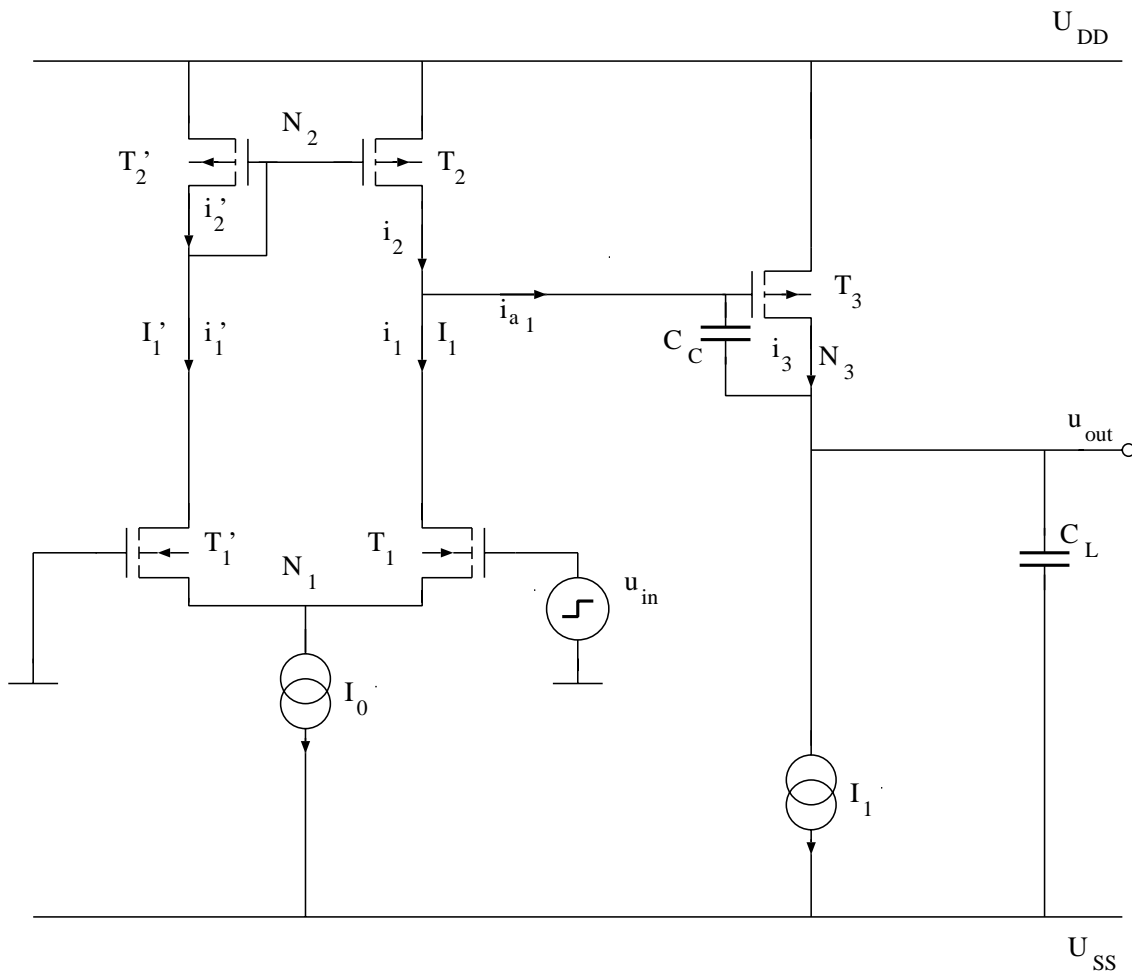 U_DD
N_2
T_2'
T_2
i_2'
i_2
T_3
i_a1
I_1'
i_1'
i_1
I_1
C_C
i_3
N_3
u_out
T_1'
T_1
N_1
u_in
C_L
I_0
I_1
U_SS